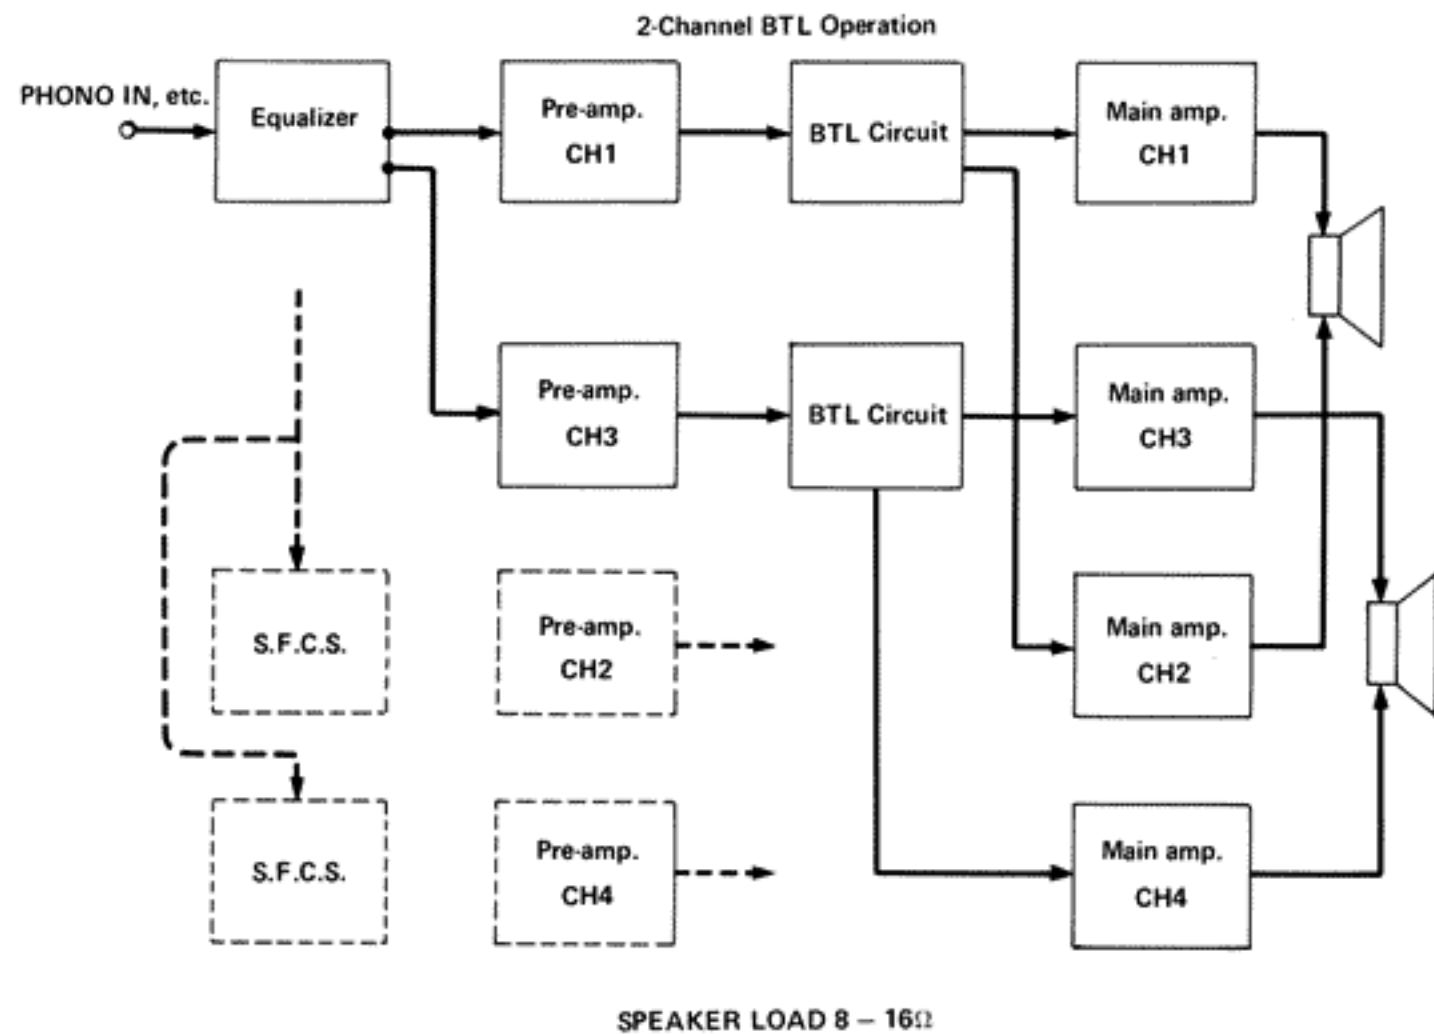 2-Channel BTL Operation
PHONO IN, etc.
Equalizer
Pre-amp.
CH1
BTL Circuit
Main amp.
CH1
Pre-amp.
CH3
BTL Circuit
Main amp.
CH3
S.F.C.S.
Pre-amp.
CH2
Main amp.
CH2
S.F.C.S.
Pre-amp.
CH4
Main amp.
CH4
SPEAKER LOAD 8 – 16Ω